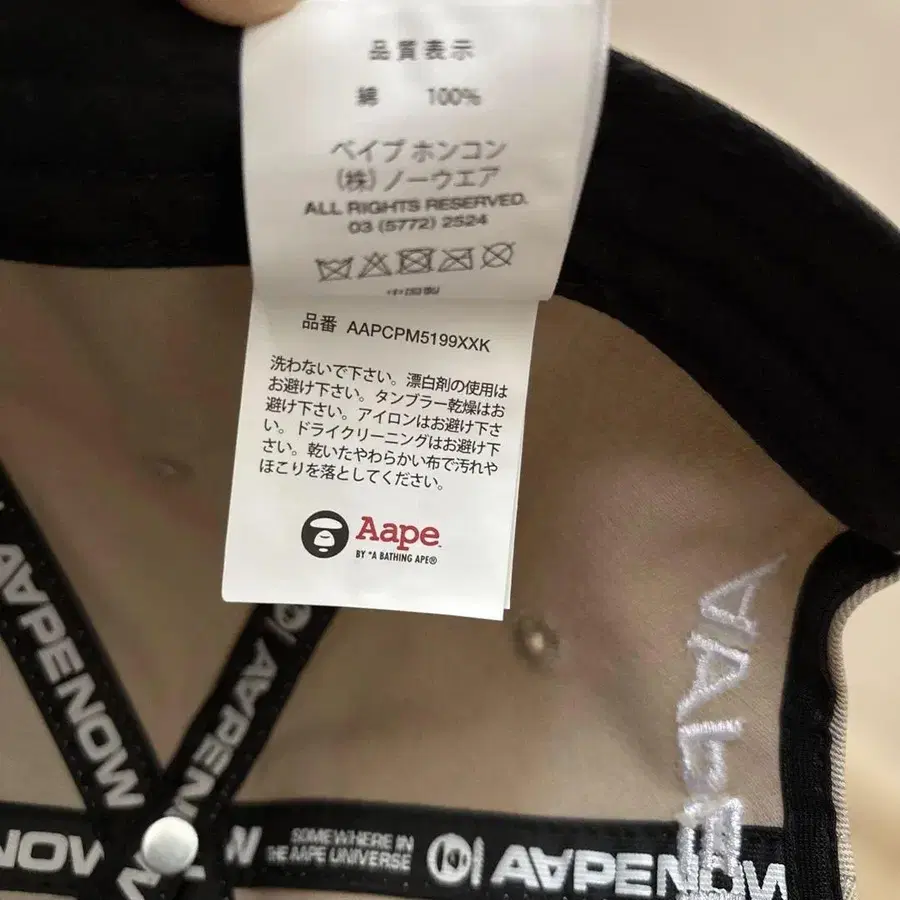 品質表示
綿 100%
ベイプ ホンコン
(株) ノーウエア
ALL RIGHTS RESERVED.
03 (5772) 2524
品番 AAPCPM5199XXK
洗わないで下さい。漂白剤の使用は
お避け下さい。タンブラー乾燥はお
避け下さい。アイロンはお避け下さ
い。ドライクリーニングはお避け下
さい。乾いたやわらかい布で汚れや
ほこりを落としてください。
Aape
BY *A BATHING APE®
AAPENOW
AAPEN
NOW
W
SOMEWHERE IN
THE AAPE UNIVERSE
AAPENOW
AAPE